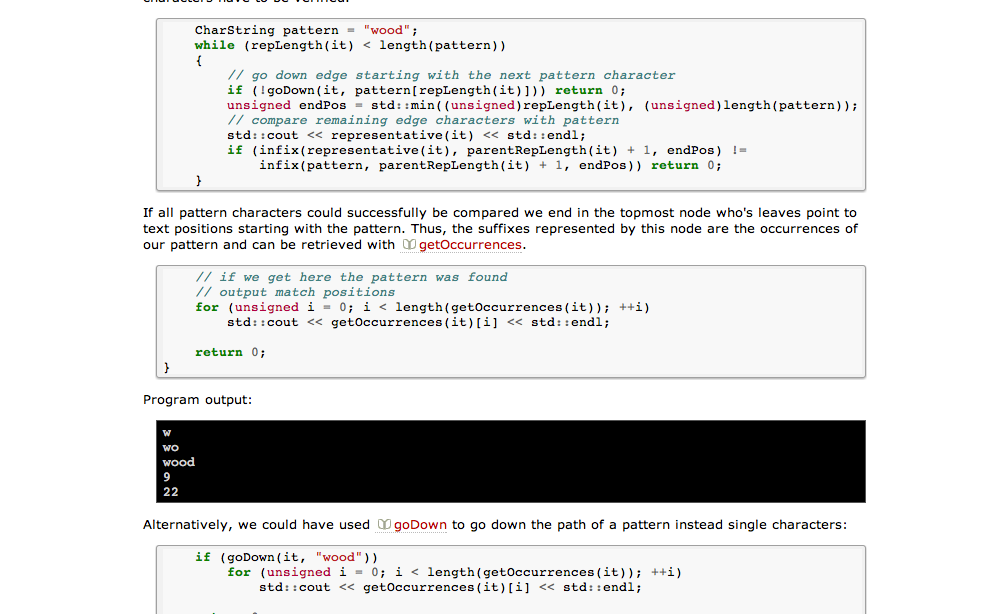 CharString pattern = "wood";
while (repLength(it) < length(pattern))
{
// go down edge starting with the next pattern character
if (!goDown(it, pattern[repLength(it)])) return 0;
unsigned endPos = std::min((unsigned)repLength(it), (unsigned)length(pattern));
// compare remaining edge characters with pattern
std::cout << representative(it) << std::endl;
if (infix(representative(it), parentRepLength(it) + 1, endPos) !=
infix(pattern, parentRepLength(it) + 1, endPos)) return 0;
}
If all pattern characters could successfully be compared we end in the topmost node who's leaves point to
text positions starting with the pattern. Thus, the suffixes represented by this node are the occurrences of
our pattern and can be retrieved with getOccurrences.
// if we get here the pattern was found
// output match positions
for (unsigned i = 0; i < length(getOccurrences(it)); ++i)
std::cout << getOccurrences(it)[i] << std::endl;
return 0;
}
Program output:
w
wo
wood
9
22
Alternatively, we could have used goDown to go down the path of a pattern instead single characters:
if (goDown(it, "wood"))
for (unsigned i = 0; i < length(getOccurrences(it)); ++i)
std::cout << getOccurrences(it)[i] << std::endl;